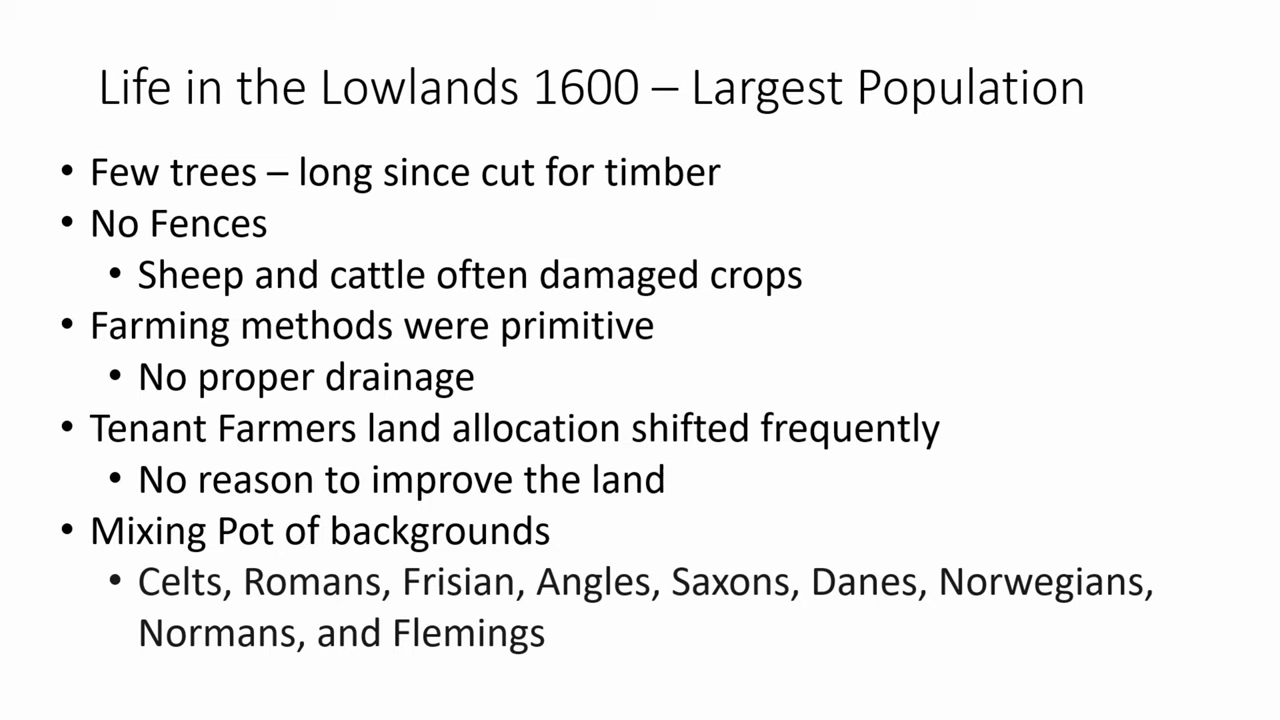 Life in the Lowlands 1600 – Largest Population
• Few trees – long since cut for timber
• No Fences
• Sheep and cattle often damaged crops
• Farming methods were primitive
• No proper drainage
• Tenant Farmers land allocation shifted frequently
• No reason to improve the land
• Mixing Pot of backgrounds
• Celts, Romans, Frisian, Angles, Saxons, Danes, Norwegians,
Normans, and Flemings